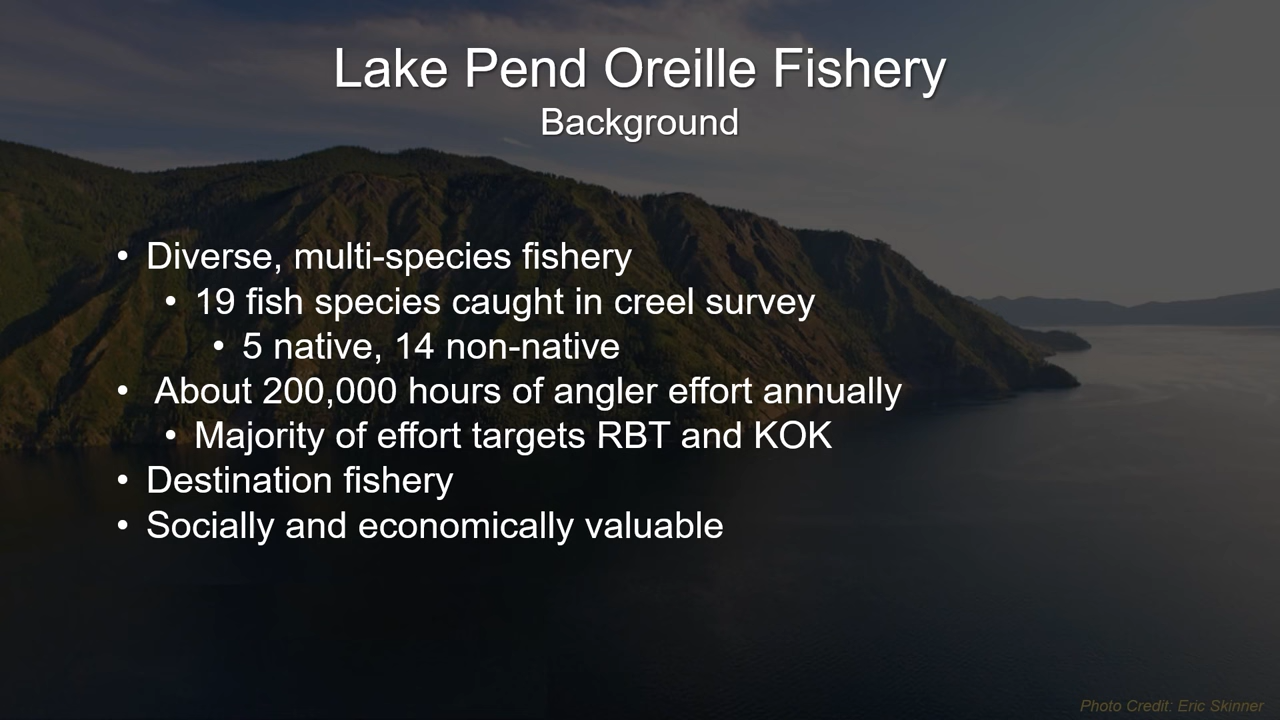 Lake Pend Oreille Fishery
Background
• Diverse, multi-species fishery
• 19 fish species caught in creel survey
• 5 native, 14 non-native
• About 200,000 hours of angler effort annually
• Majority of effort targets RBT and KOK
• Destination fishery
• Socially and economically valuable
Photo Credit: Eric Skinner